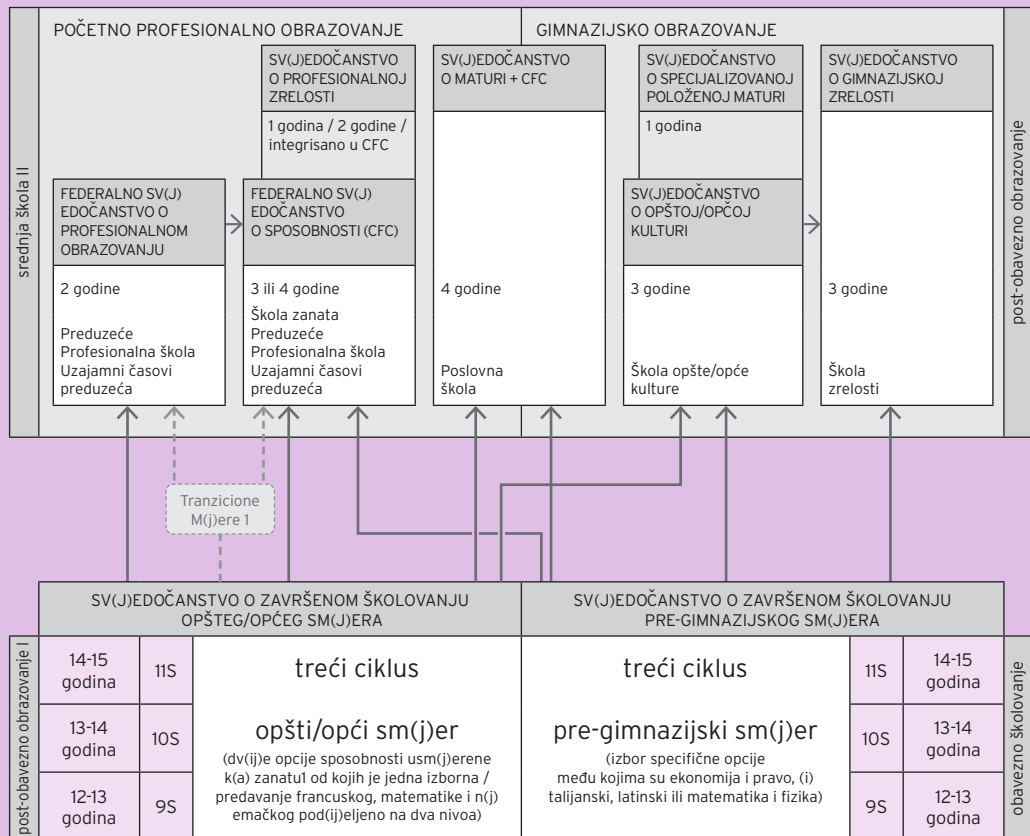 POČETNO PROFESIONALNO OBRAZOVANJE
GIMNAZIJSKO OBRAZOVANJE
srednja škola II
post-obavezno obrazovanje
SV(J)EDOČANSTVO
O PROFESIONALNOJ
ZRELOSTI
1 godina / 2 godine /
integrisano u CFC
SV(J)EDOČANSTVO
O MATURI + CFC
SV(J)EDOČANSTVO
O SPECIJALIZOVANOJ
POLOŽENOJ MATURI
1 godina
SV(J)EDOČANSTVO
O GIMNAZIJSKOJ
ZRELOSTI
FEDERALNO SV(J)
EDOČANSTVO O
PROFESIONALNOM
OBRAZOVANJU
2 godine
Preduzeće
Profesionalna škola
Uzajamni časovi
preduzeća
FEDERALNO SV(J)
EDOČANSTVO
O SPOSOBNOSTI (CFC)
3 ili 4 godine
Škola zanata
Preduzeće
Profesionalna škola
Uzajamni časovi
preduzeća
4 godine
Poslovna
škola
SV(J)EDOČANSTVO
O OPŠTOJ/OPĆOJ
KULTURI
3 godine
Škola opšte/opće
kulture
3 godine
Škola
zrelosti
Tranzicione
M(j)ere 1
SV(J)EDOČANSTVO O ZAVRŠENOM ŠKOLOVANJU
OPŠTEG/OPĆEG SM(J)ERA
SV(J)EDOČANSTVO O ZAVRŠENOM ŠKOLOVANJU
PRE-GIMNAZIJSKOG SM(J)ERA
post-obavezno obrazovanje I
14-15
godina
11S
13-14
godina
10S
12-13
godina
9S
treći ciklus
opšti/opći sm(j)er
(dv(ij)e opcije sposobnosti usm(j)erene
k(a) zanatu1 od kojih je jedna izborna /
predavanje francuskog, matematike i n(j)
emačkog pod(ij)eljeno na dva nivoa)
treći ciklus
pre-gimnazijski sm(j)er
(izbor specifične opcije
među kojima su ekonomija i pravo, (i)
talijanski, latinski ili matematika i fizika)
11S
14-15
godina
10S
13-14
godina
9S
12-13
godina
obavezno školovanje